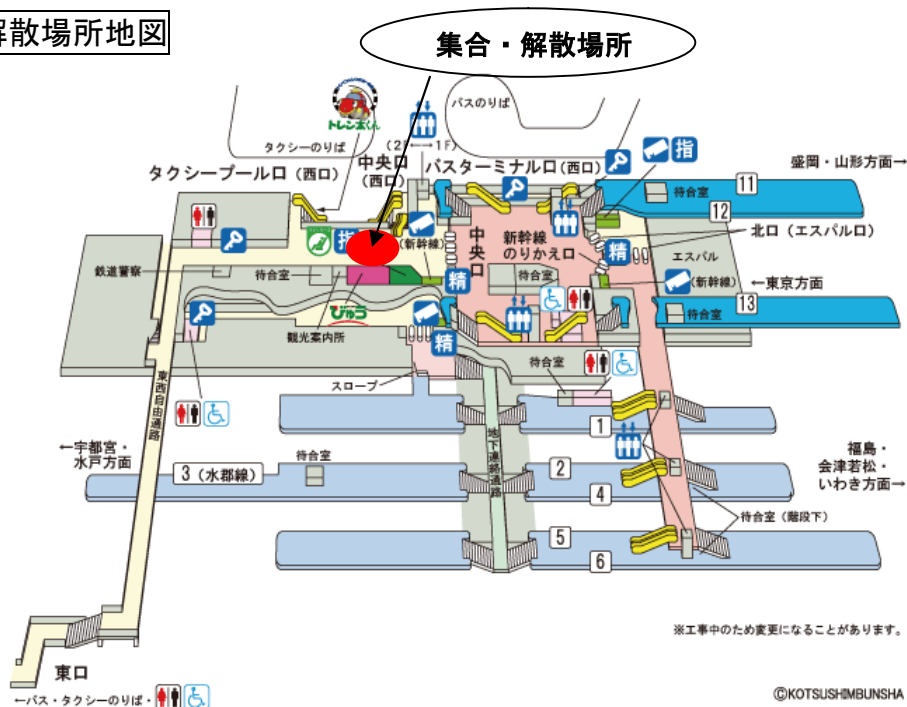 解散場所地図
集合・解散場所
トレン太くん
バスのりば
タクシーのりば
(2F←→1F)
指
タクシープール口(西口)
中央口
(西口)
バスターミナル口(西口)
盛岡・山形方面→
待合室
11
12
北口(エスパル口)
指
(新幹線)
中央口
新幹線
のりかえ口
精
エスパル
鉄道警察
待合室
待合室
精
(新幹線)
←東京方面
13
待合室
びゅう
観光案内所
精
待合室
スロープ
東西自由通路
地下連絡通路
1
←宇都宮・
水戸方面
待合室
3(水郡線)
2
4
福島・
会津若松・
いわき方面→
待合室(階段下)
5
6
※工事中のため変更になることがあります。
東口
←バス・タクシーのりば・
©KOTSUSHIMBUNSHA